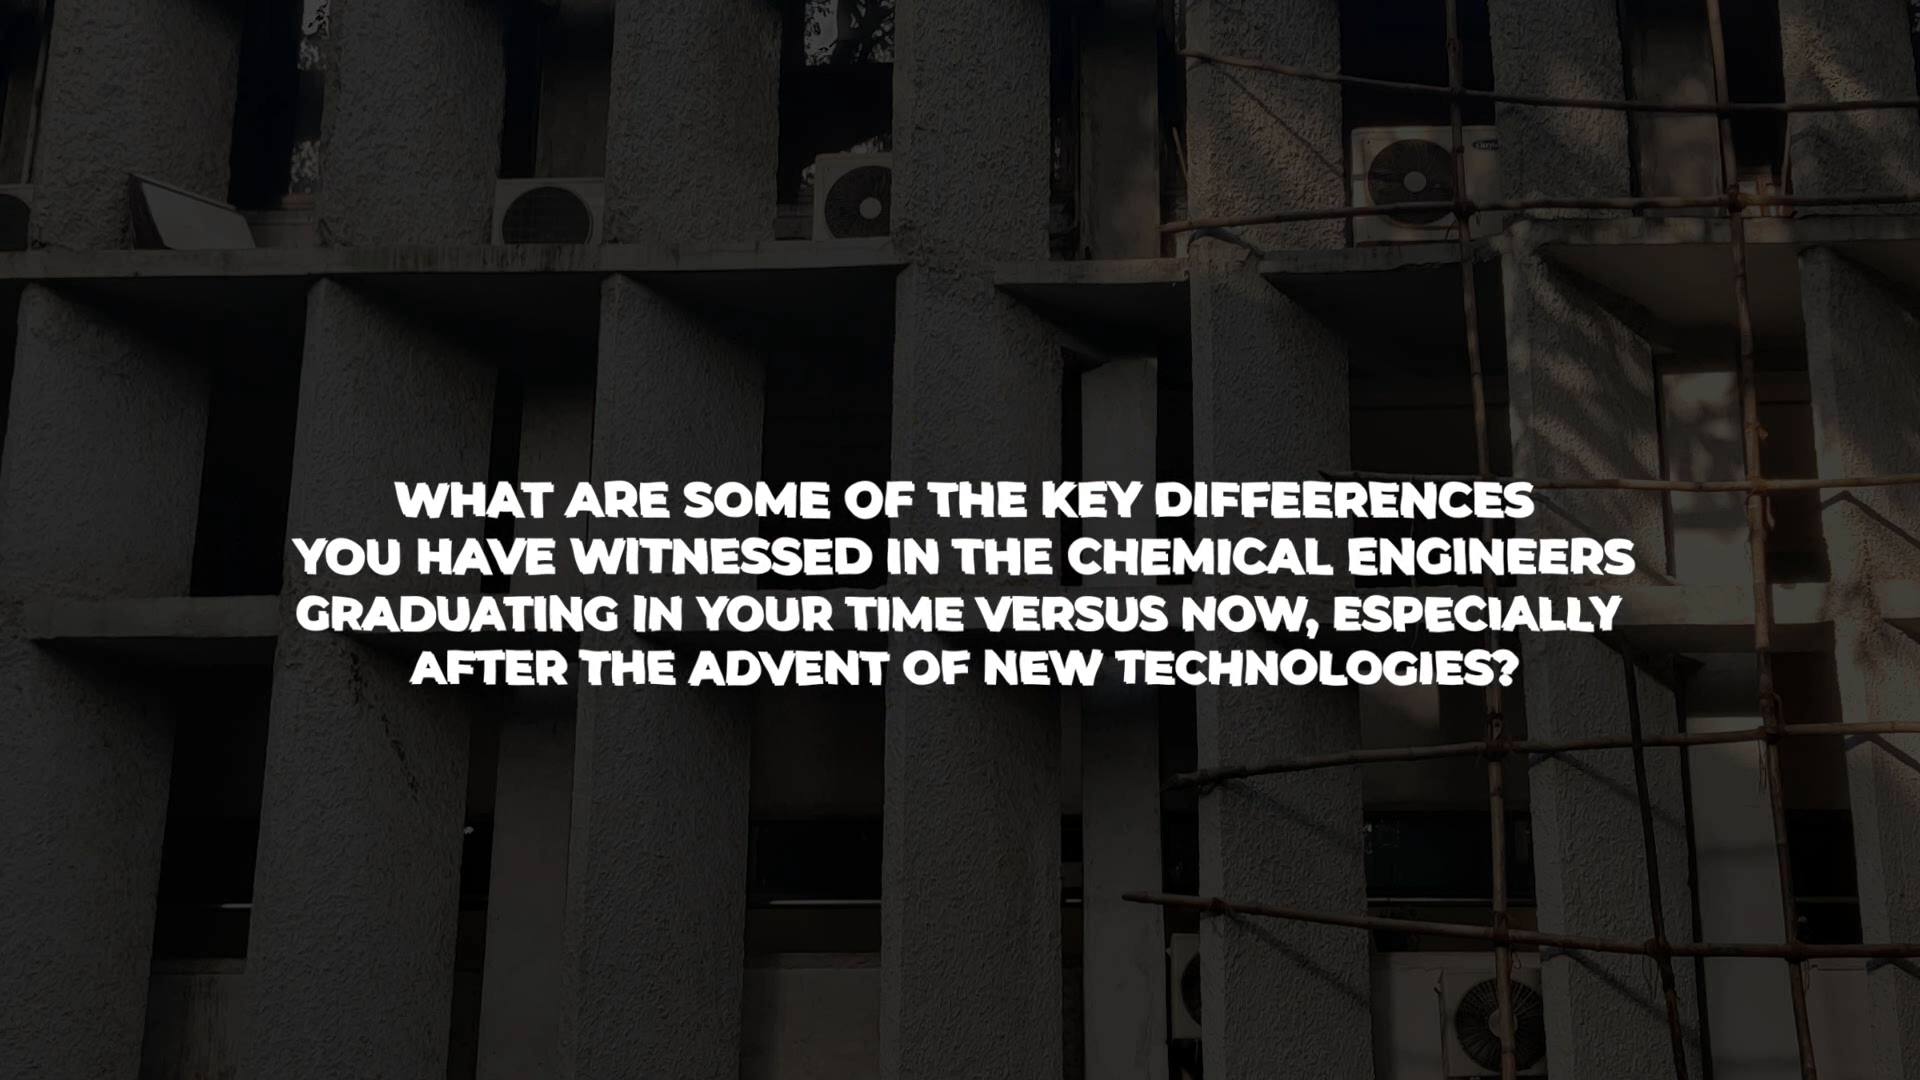 WHAT ARE SOME OF THE KEY DIFFEERENCES
YOU HAVE WITNESSED IN THE CHEMICAL ENGINEERS
GRADUATING IN YOUR TIME VERSUS NOW, ESPECIALLY
AFTER THE ADVENT OF NEW TECHNOLOGIES?